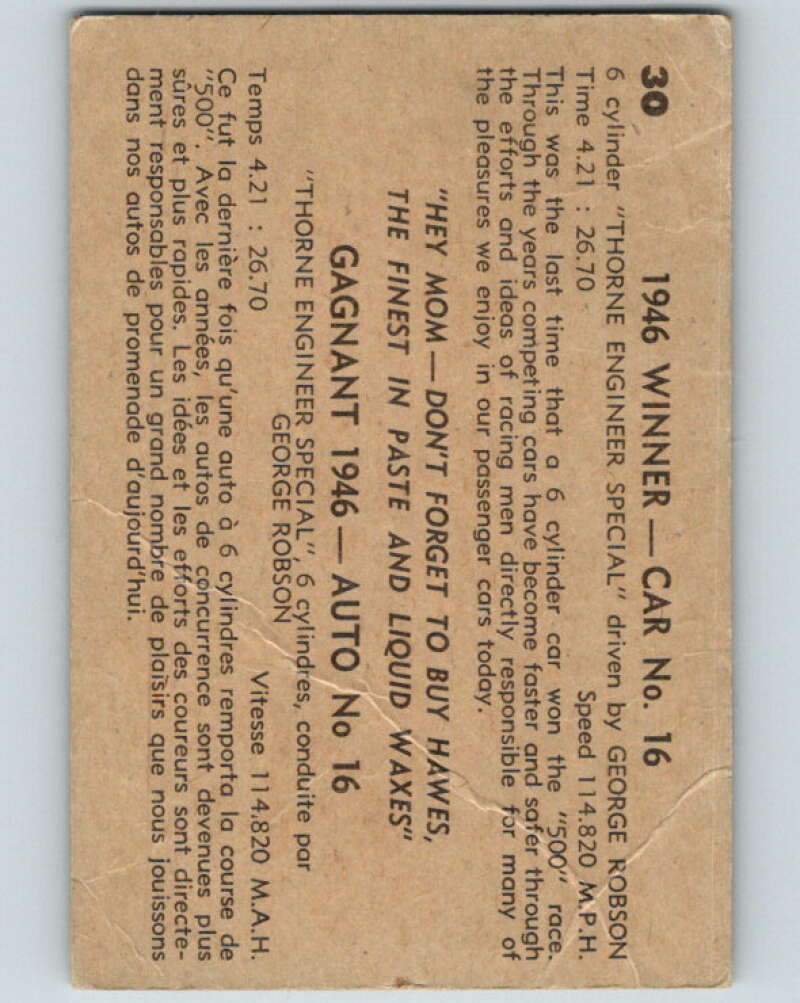 30 1946 WINNER — CAR No. 16
6 cylinder "THORNE ENGINEER SPECIAL" driven by GEORGE ROBSON
Time 4.21 : 26.70 Speed 114.820 M.P.H.
This was the last time that a 6 cylinder car won the "500" race.
Through the years competing cars have become faster and safer through
the efforts and ideas of racing men directly responsible for many of
the pleasures we enjoy in our passenger cars today.
"HEY MOM — DON'T FORGET TO BUY HAWES,
THE FINEST IN PASTE AND LIQUID WAXES"
GAGNANT 1946 — AUTO No 16
"THORNE ENGINEER SPECIAL", 6 cylindres, conduite par
GEORGE ROBSON
Temps 4.21 : 26.70 Vitesse 114.820 M.A.H.
Ce fut la dernière fois qu'une auto à 6 cylindres remporta la course de
"500". Avec les années, les autos de concurrence sont devenues plus
sûres et plus rapides. Les idées et les efforts des coureurs sont directe-
ment responsables pour un grand nombre de plaisirs que nous jouissons
dans nos autos de promenade d'aujourd'hui.